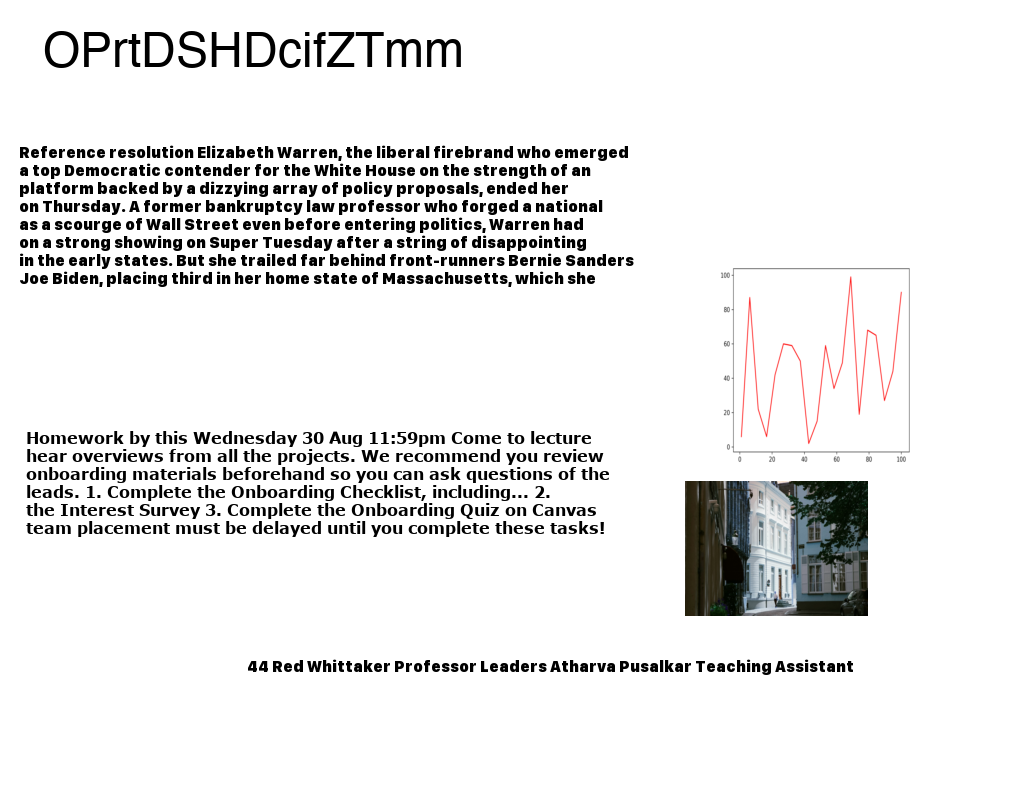 OPrtDSHDcifZTmm
Reference resolution Elizabeth Warren, the liberal firebrand who emerged
a top Democratic contender for the White House on the strength of an
platform backed by a dizzying array of policy proposals, ended her
on Thursday. A former bankruptcy law professor who forged a national
as a scourge of Wall Street even before entering politics, Warren had
on a strong showing on Super Tuesday after a string of disappointing
in the early states. But she trailed far behind front-runners Bernie Sanders
Joe Biden, placing third in her home state of Massachusetts, which she
100
80
60
40
20
0
0 20 40 60 80 100
Homework by this Wednesday 30 Aug 11:59pm Come to lecture
hear overviews from all the projects. We recommend you review
onboarding materials beforehand so you can ask questions of the
leads. 1. Complete the Onboarding Checklist, including... 2.
the Interest Survey 3. Complete the Onboarding Quiz on Canvas
team placement must be delayed until you complete these tasks!
44 Red Whittaker Professor Leaders Atharva Pusalkar Teaching Assistant